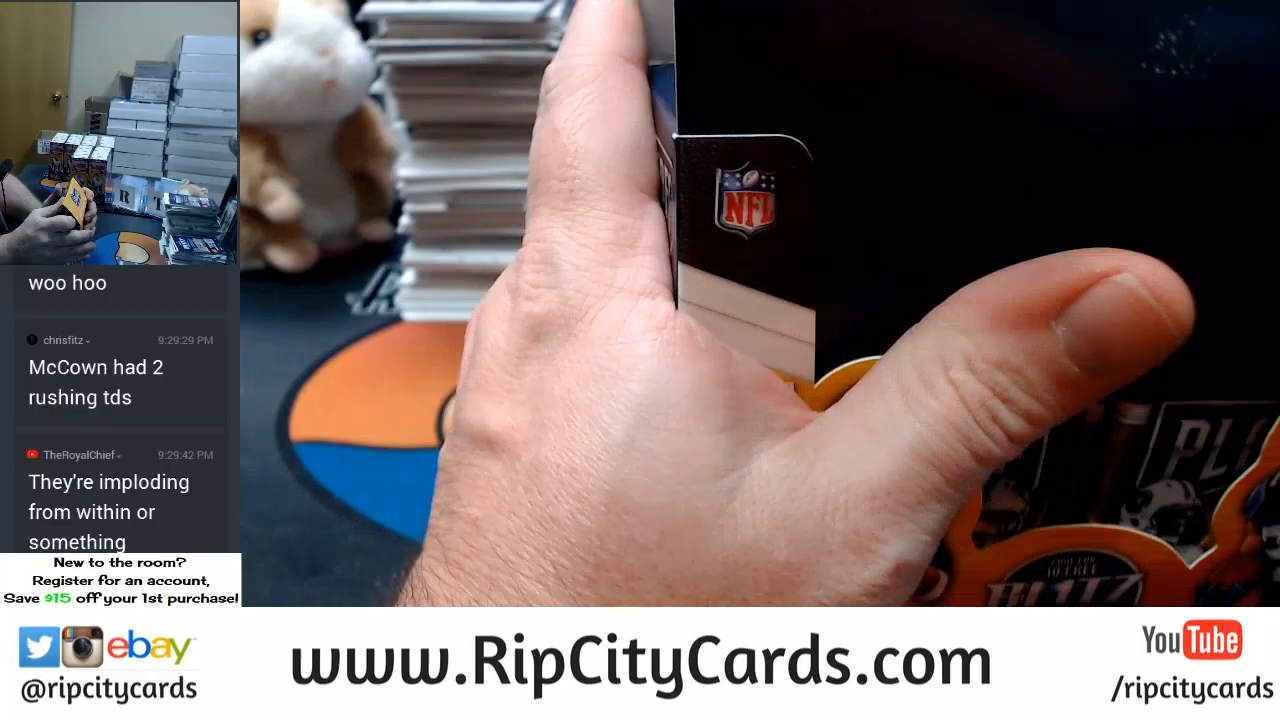 woo hoo
chrisfitz
9:29:29 PM
McCown had 2
rushing tds
TheRoyalChief
9:29:42 PM
They're imploding
from within or
something
New to the room?
Register for an account,
Save $15 off your 1st purchase!
NFL
BLITZ
ebay
@ripcitycards
www.RipCityCards.com
YouTube
/ripcitycards